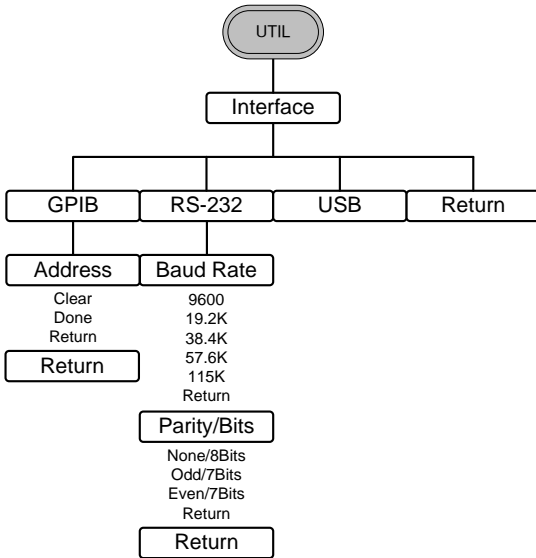 UTIL
Interface
GPIB RS-232 USB Return
Address
Clear
Done
Return
Return
Baud Rate
9600
19.2K
38.4K
57.6K
115K
Return
Parity/Bits
None/8Bits
Odd/7Bits
Even/7Bits
Return
Return